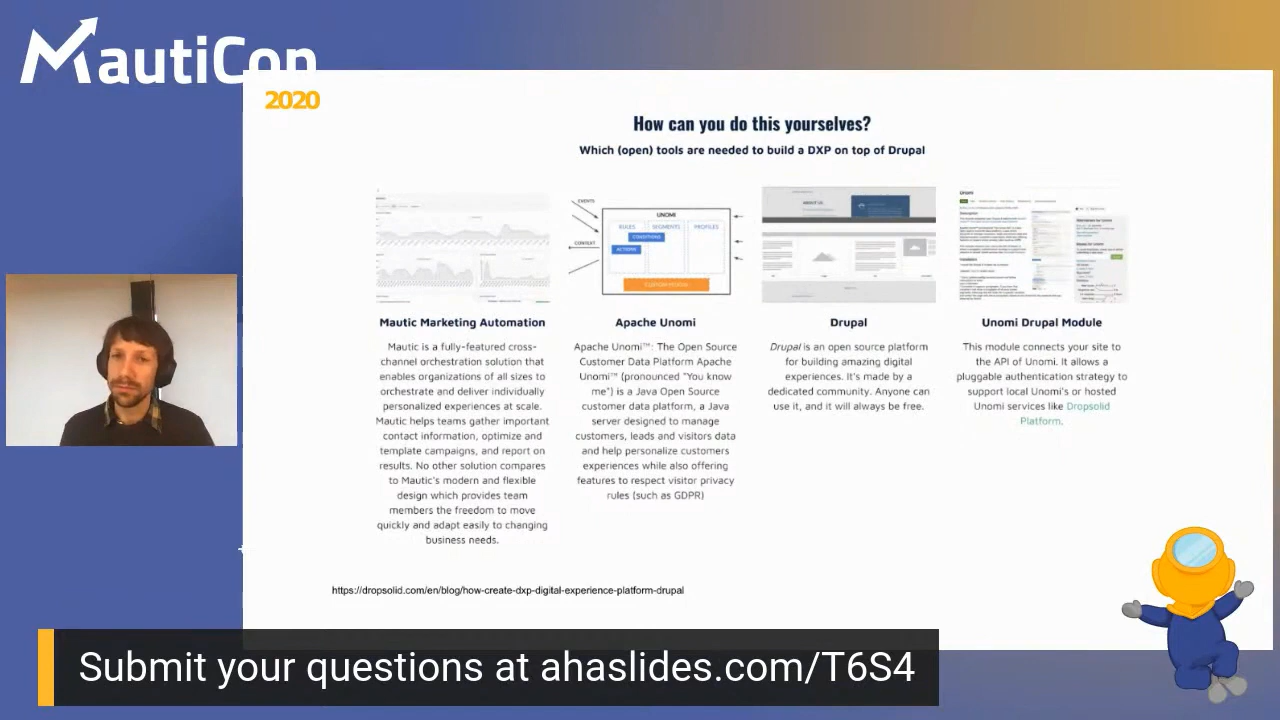 MautiCon
2020
How can you do this yourselves?
Which (open) tools are needed to build a DXP on top of Drupal
EVENTS
CONTEXT
UNOMI
RULES
SEGMENTS
PROFILES
CONDITIONS
ACTIONS
ABOUT US
Unomi
Mautic Marketing Automation
Mautic is a fully-featured cross-
channel orchestration solution that
enables organizations of all sizes to
orchestrate and deliver individually
personalized experiences at scale.
Mautic helps teams gather important
contact information, optimize and
template campaigns, and report on
results. No other solution compares
to Mautic's modern and flexible
design which provides team
members the freedom to move
quickly and adapt easily to changing
business needs.
Apache Unomi
Apache Unomi™: The Open Source
Customer Data Platform Apache
Unomi™ (pronounced "You know
me") is a Java Open Source
customer data platform, a Java
server designed to manage
customers, leads and visitors data
and help personalize customers
experiences while also offering
features to respect visitor privacy
rules (such as GDPR)
Drupal
Drupal is an open source platform
for building amazing digital
experiences. It's made by a
dedicated community. Anyone can
use it, and it will always be free.
Unomi Drupal Module
This module connects your site to
the API of Unomi. It allows a
pluggable authentication strategy to
support local Unomi's or hosted
Unomi services like Dropsolid
Platform.
https://dropsolid.com/en/blog/how-create-dxp-digital-experience-platform-drupal
Submit your questions at ahaslides.com/T6S4